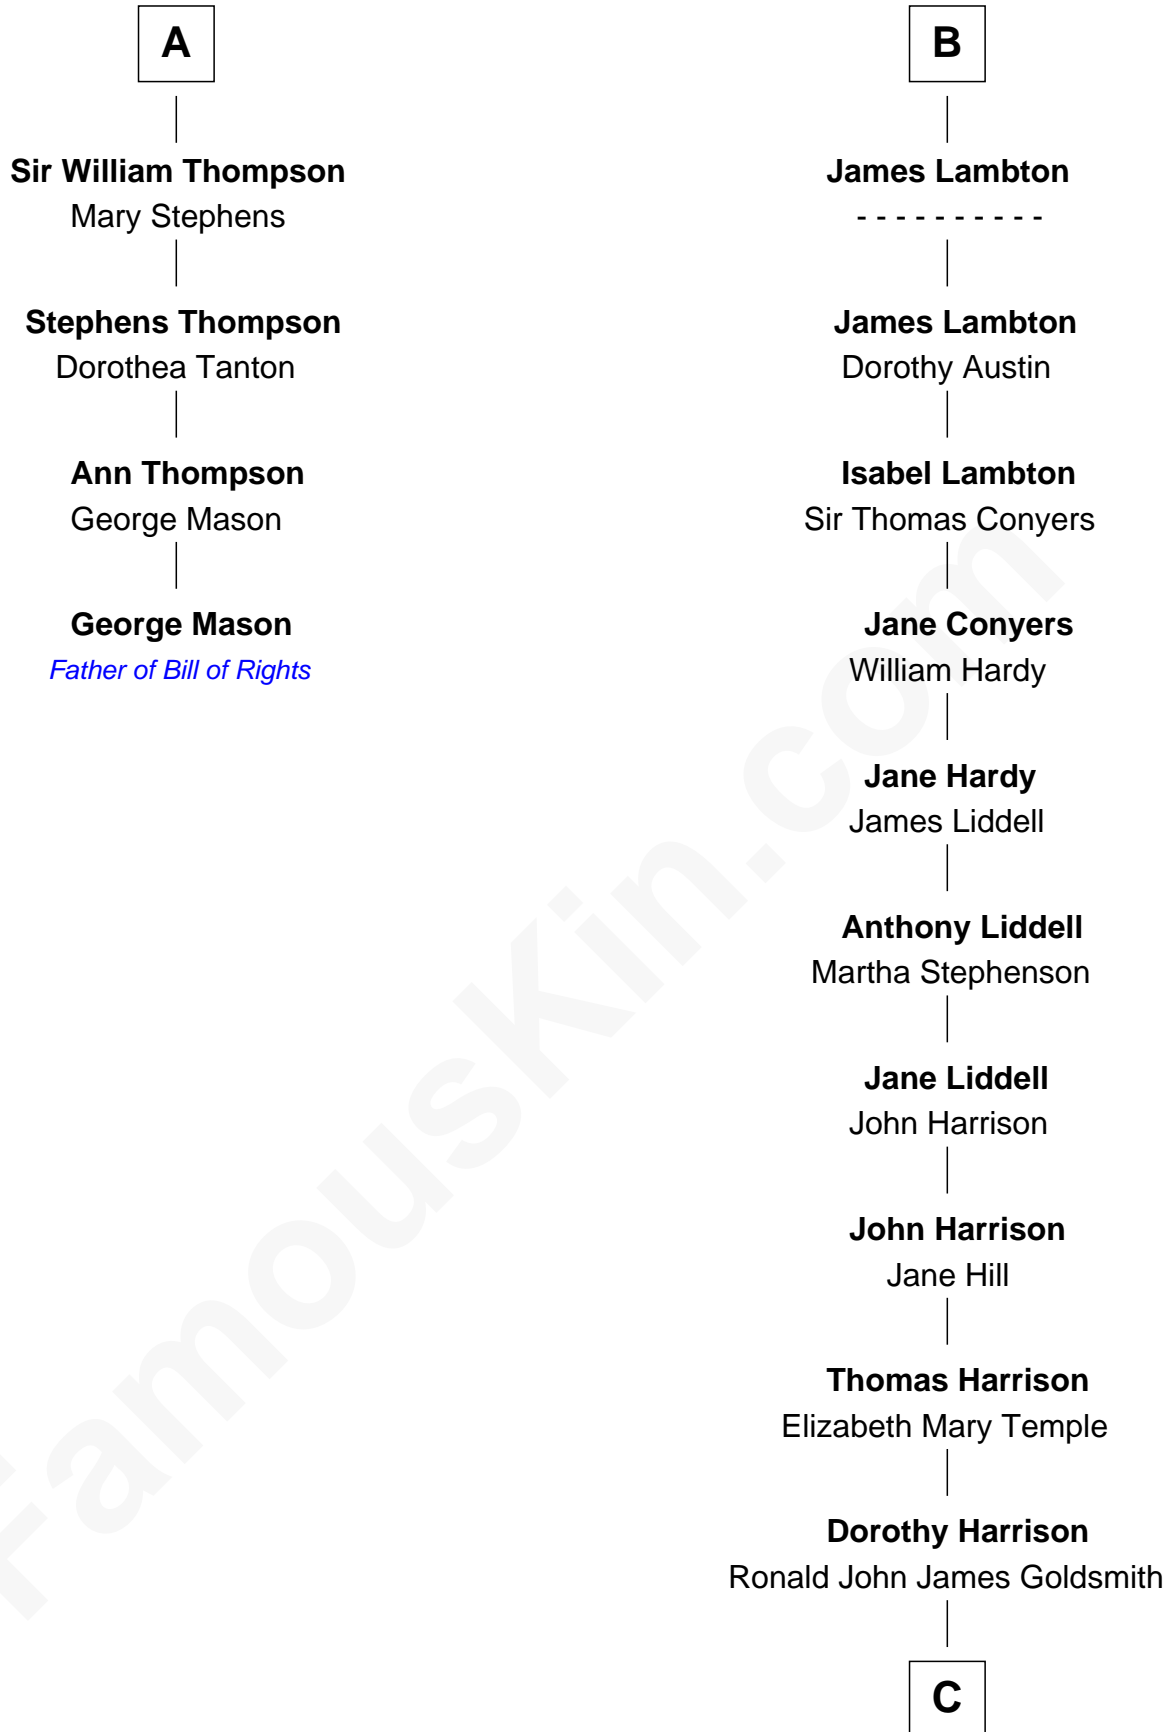 A
Sir William Thompson
Mary Stephens
Stephens Thompson
Dorothea Tanton
Ann Thompson
George Mason
George Mason
Father of Bill of Rights
B
James Lambton
- - - - - - - - - -
James Lambton
Dorothy Austin
Isabel Lambton
Sir Thomas Conyers
Jane Conyers
William Hardy
Jane Hardy
James Liddell
Anthony Liddell
Martha Stephenson
Jane Liddell
John Harrison
John Harrison
Jane Hill
Thomas Harrison
Elizabeth Mary Temple
Dorothy Harrison
Ronald John James Goldsmith
C
FamousKin.com